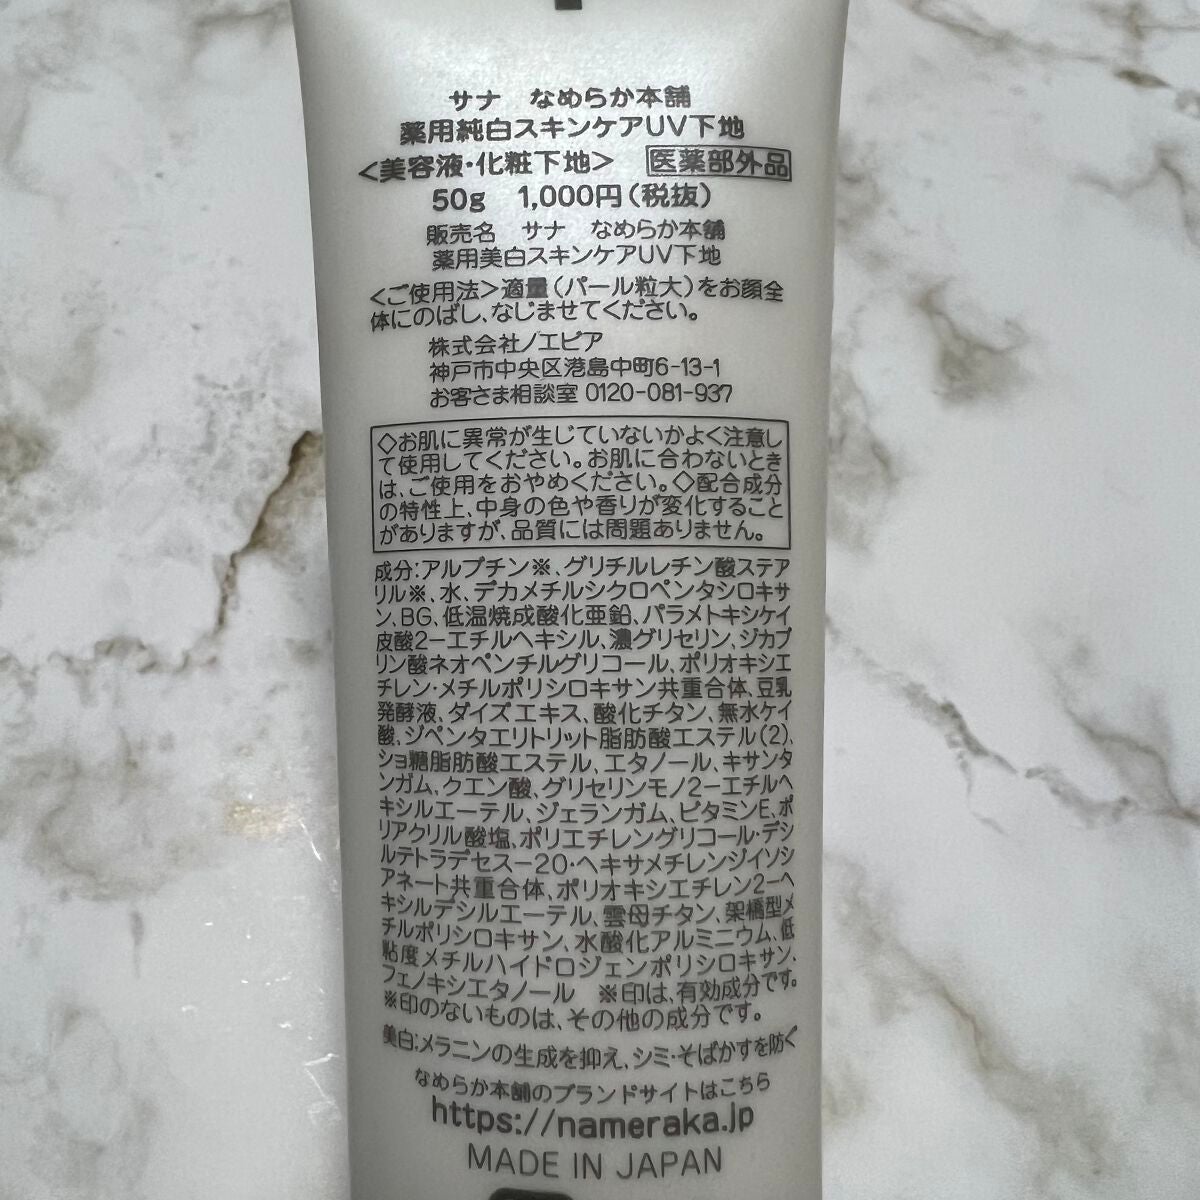 サナ なめらか本舗
薬用純白スキンケアUV下地
<美容液・化粧下地> 医薬部外品
50g 1,000円(税抜)
販売名 サナ なめらか本舗
薬用美白スキンケアUV下地
<ご使用法>適量(パール粒大)をお顔全
体にのばし、なじませてください。
株式会社ノエビア
神戸市中央区港島中町6-13-1
お客さま相談室 0120-081-937
◇お肌に異常が生じていないかよく注意し
て使用してください。お肌に合わないとき
は、ご使用をおやめください。◇配合成分
の特性上、中身の色や香りが変化すること
がありますが、品質には問題ありません。
成分:アルブチン※、グリチルレチン酸ステア
リル※、水、デカメチルシクロペンタシロキサ
ン、BG、低温焼成酸化亜鉛、パラメトキシケイ
皮酸2-エチルヘキシル、濃グリセリン、ジカプ
リン酸ネオペンチルグリコール、ポリオキシエ
チレン・メチルポリシロキサン共重合体、豆乳
発酵液、ダイズエキス、酸化チタン、無水ケイ
酸、ジペンタエリトリット脂肪酸エステル(2)、
ショ糖脂肪酸エステル、エタノール、キサンタ
ンガム、クエン酸、グリセリンモノ2-エチルヘ
キシルエーテル、ジェランガム、ビタミンE、ポ
リアクリル酸塩、ポリエチレングリコール・デシ
ルテトラデセス-20・ヘキサメチレンジイソシ
アネート共重合体、ポリオキシエチレン2-ヘ
キシルデシルエーテル、雲母チタン、架橋型メ
チルポリシロキサン、水酸化アルミニウム、低
粘度メチルハイドロジェンポリシロキサン、
フェノキシエタノール ※印は、有効成分です。
※印のないものは、その他の成分です。
美白:メラニンの生成を抑え、シミ・そばかすを防ぐ
なめらか本舗のブランドサイトはこちら
https://nameraka.jp
MADE IN JAPAN